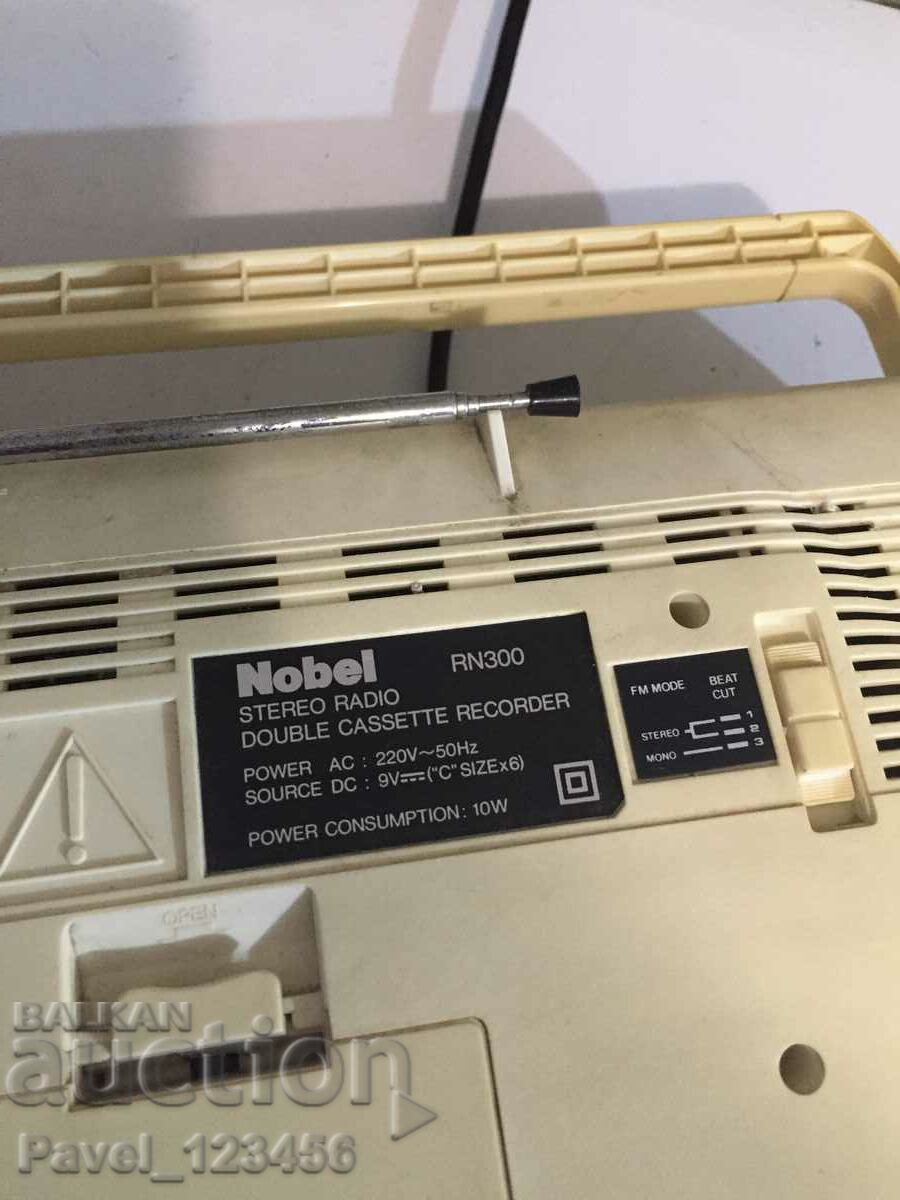 Nobel RN300
STEREO RADIO
DOUBLE CASSETTE RECORDER
POWER AC : 220V~50Hz
SOURCE DC : 9V⎓("C" SIZEx6)
POWER CONSUMPTION: 10W
FM MODE BEAT CUT
STEREO 1
2
MONO 3
OPEN
BALKAN
auction
Pavel_123456